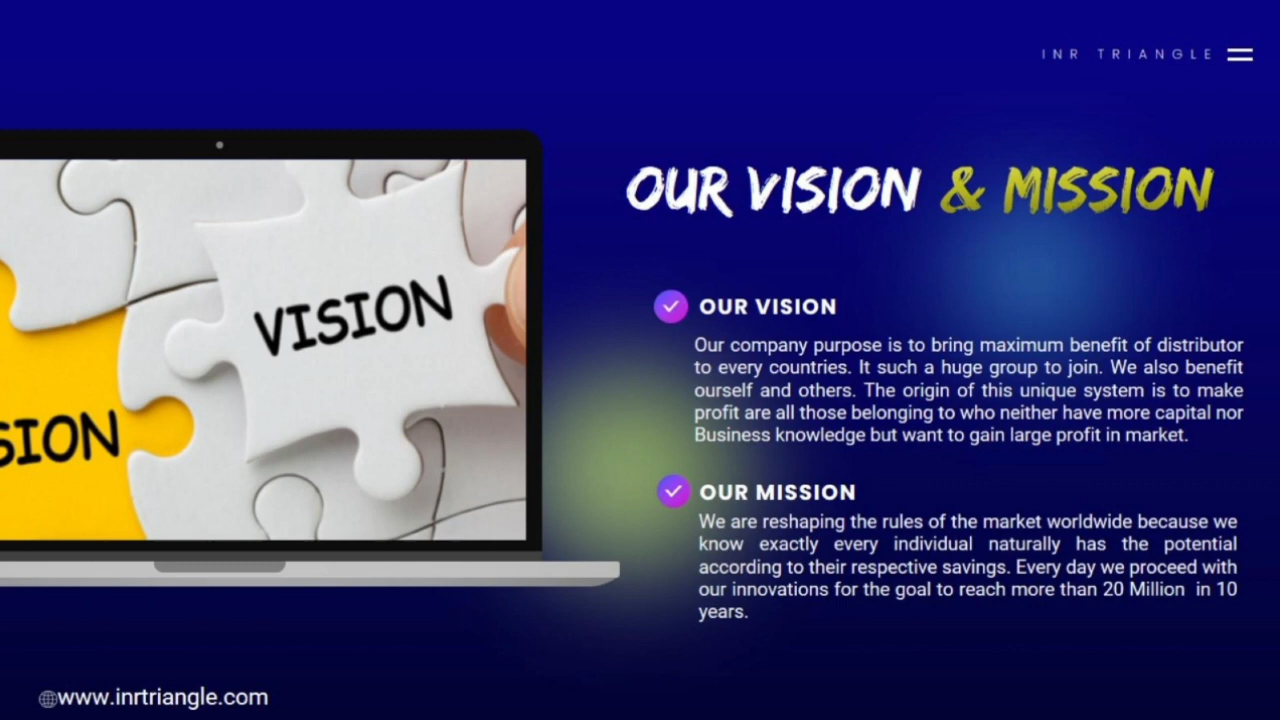 INR TRIANGLE
OUR VISION & MISSION
VISION
SION
OUR VISION
Our company purpose is to bring maximum benefit of distributor
to every countries. It such a huge group to join. We also benefit
ourself and others. The origin of this unique system is to make
profit are all those belonging to who neither have more capital nor
Business knowledge but want to gain large profit in market.
OUR MISSION
We are reshaping the rules of the market worldwide because we
know exactly every individual naturally has the potential
according to their respective savings. Every day we proceed with
our innovations for the goal to reach more than 20 Million in 10
years.
www.inrtriangle.com